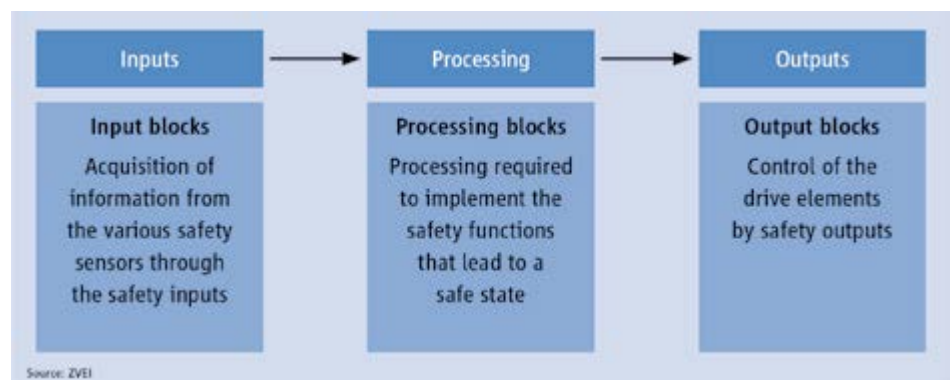 Inputs
Processing
Outputs
Input blocks
Acquisition of
information from
the various safety
sensors through
the safety inputs
Processing blocks
Processing required
to implement the
safety functions
that lead to a
safe state
Output blocks
Control of the
drive elements
by safety outputs
Source: ZVEI